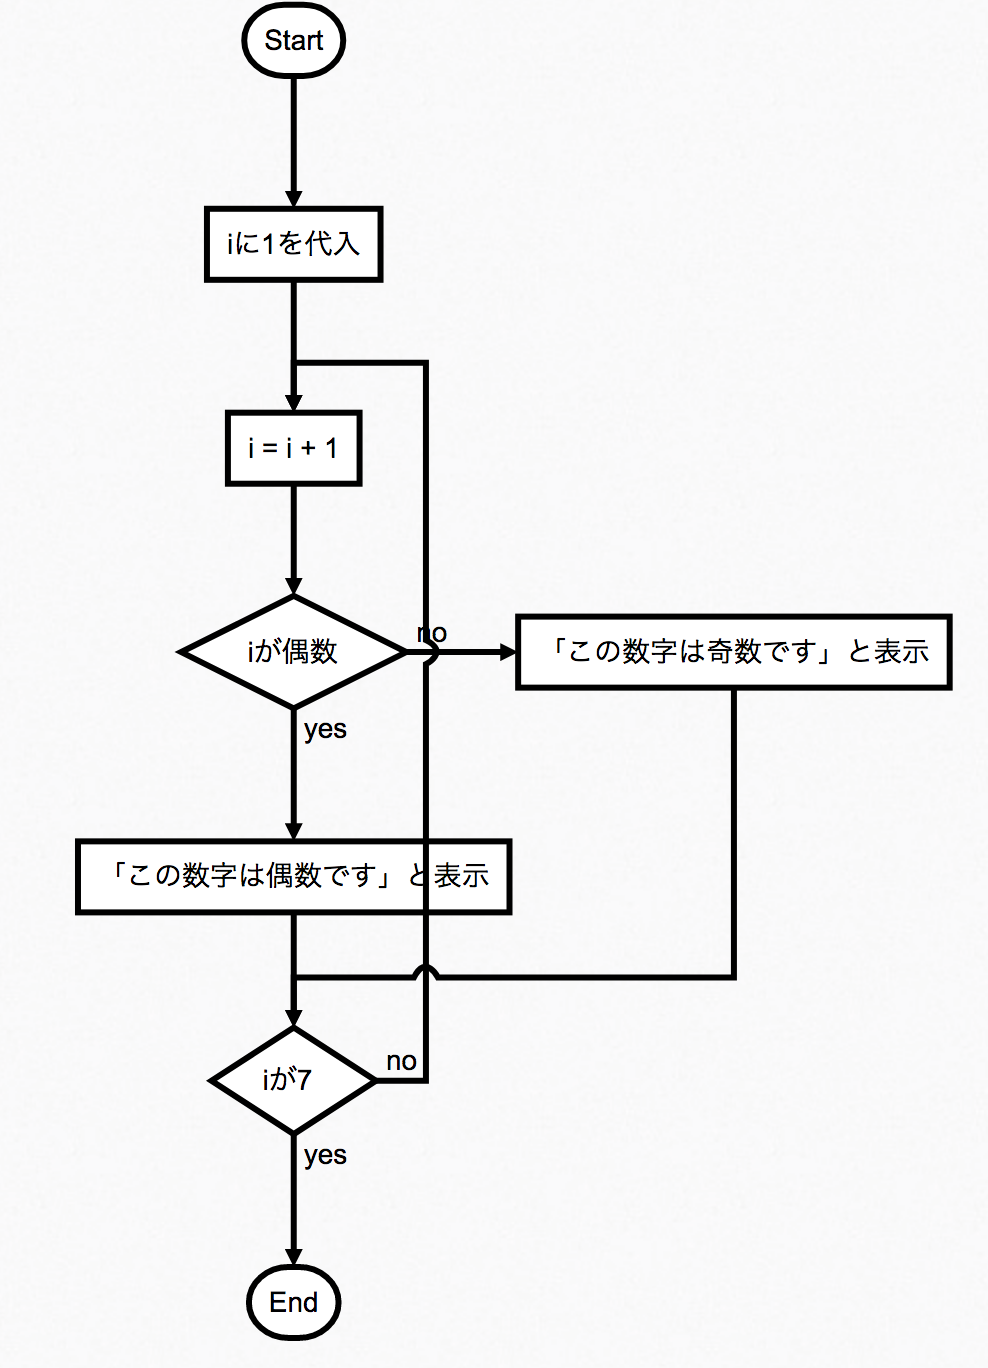 Start
iに1を代入
i = i + 1
iが偶数
no
「この数字は奇数です」と表示
yes
「この数字は偶数です」と表示
iが7
no
yes
End